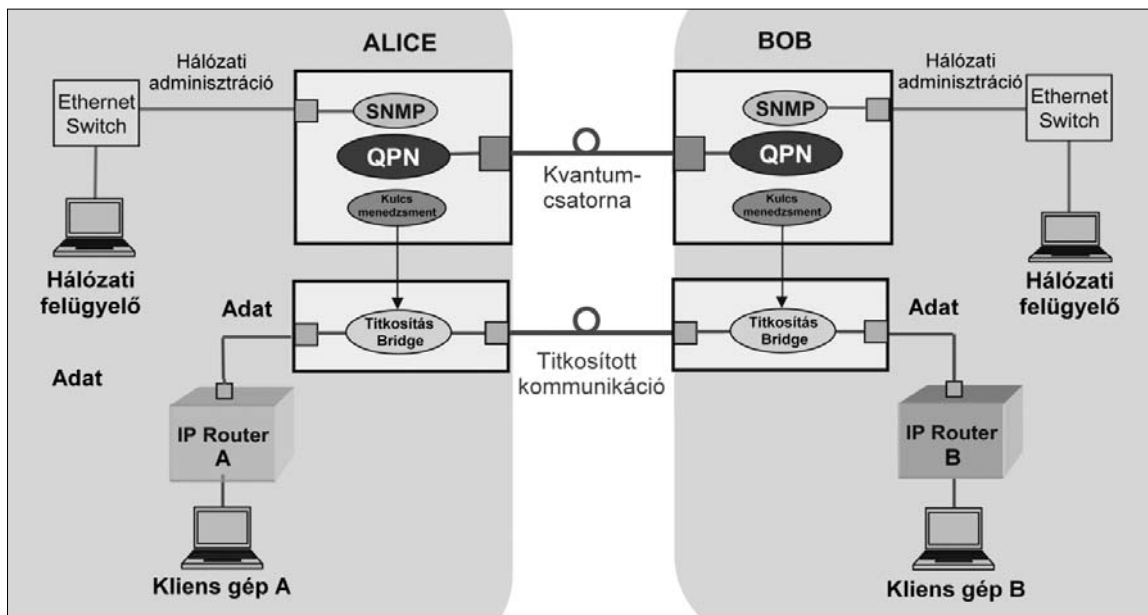 ALICE
BOB
Hálózati
adminisztráció
Hálózati
adminisztráció
Ethernet
Switch
SNMP
SNMP
Ethernet
Switch
QPN
QPN
Kvantum-
csatorna
Kulcs
menedzsment
Kulcs
menedzsment
Hálózati
felügyelő
Hálózati
felügyelő
Adat
Adat
Titkosítás
Bridge
Titkosítás
Bridge
Titkosított
kommunikáció
Adat
IP Router
A
IP Router
B
Kliens gép A
Kliens gép B